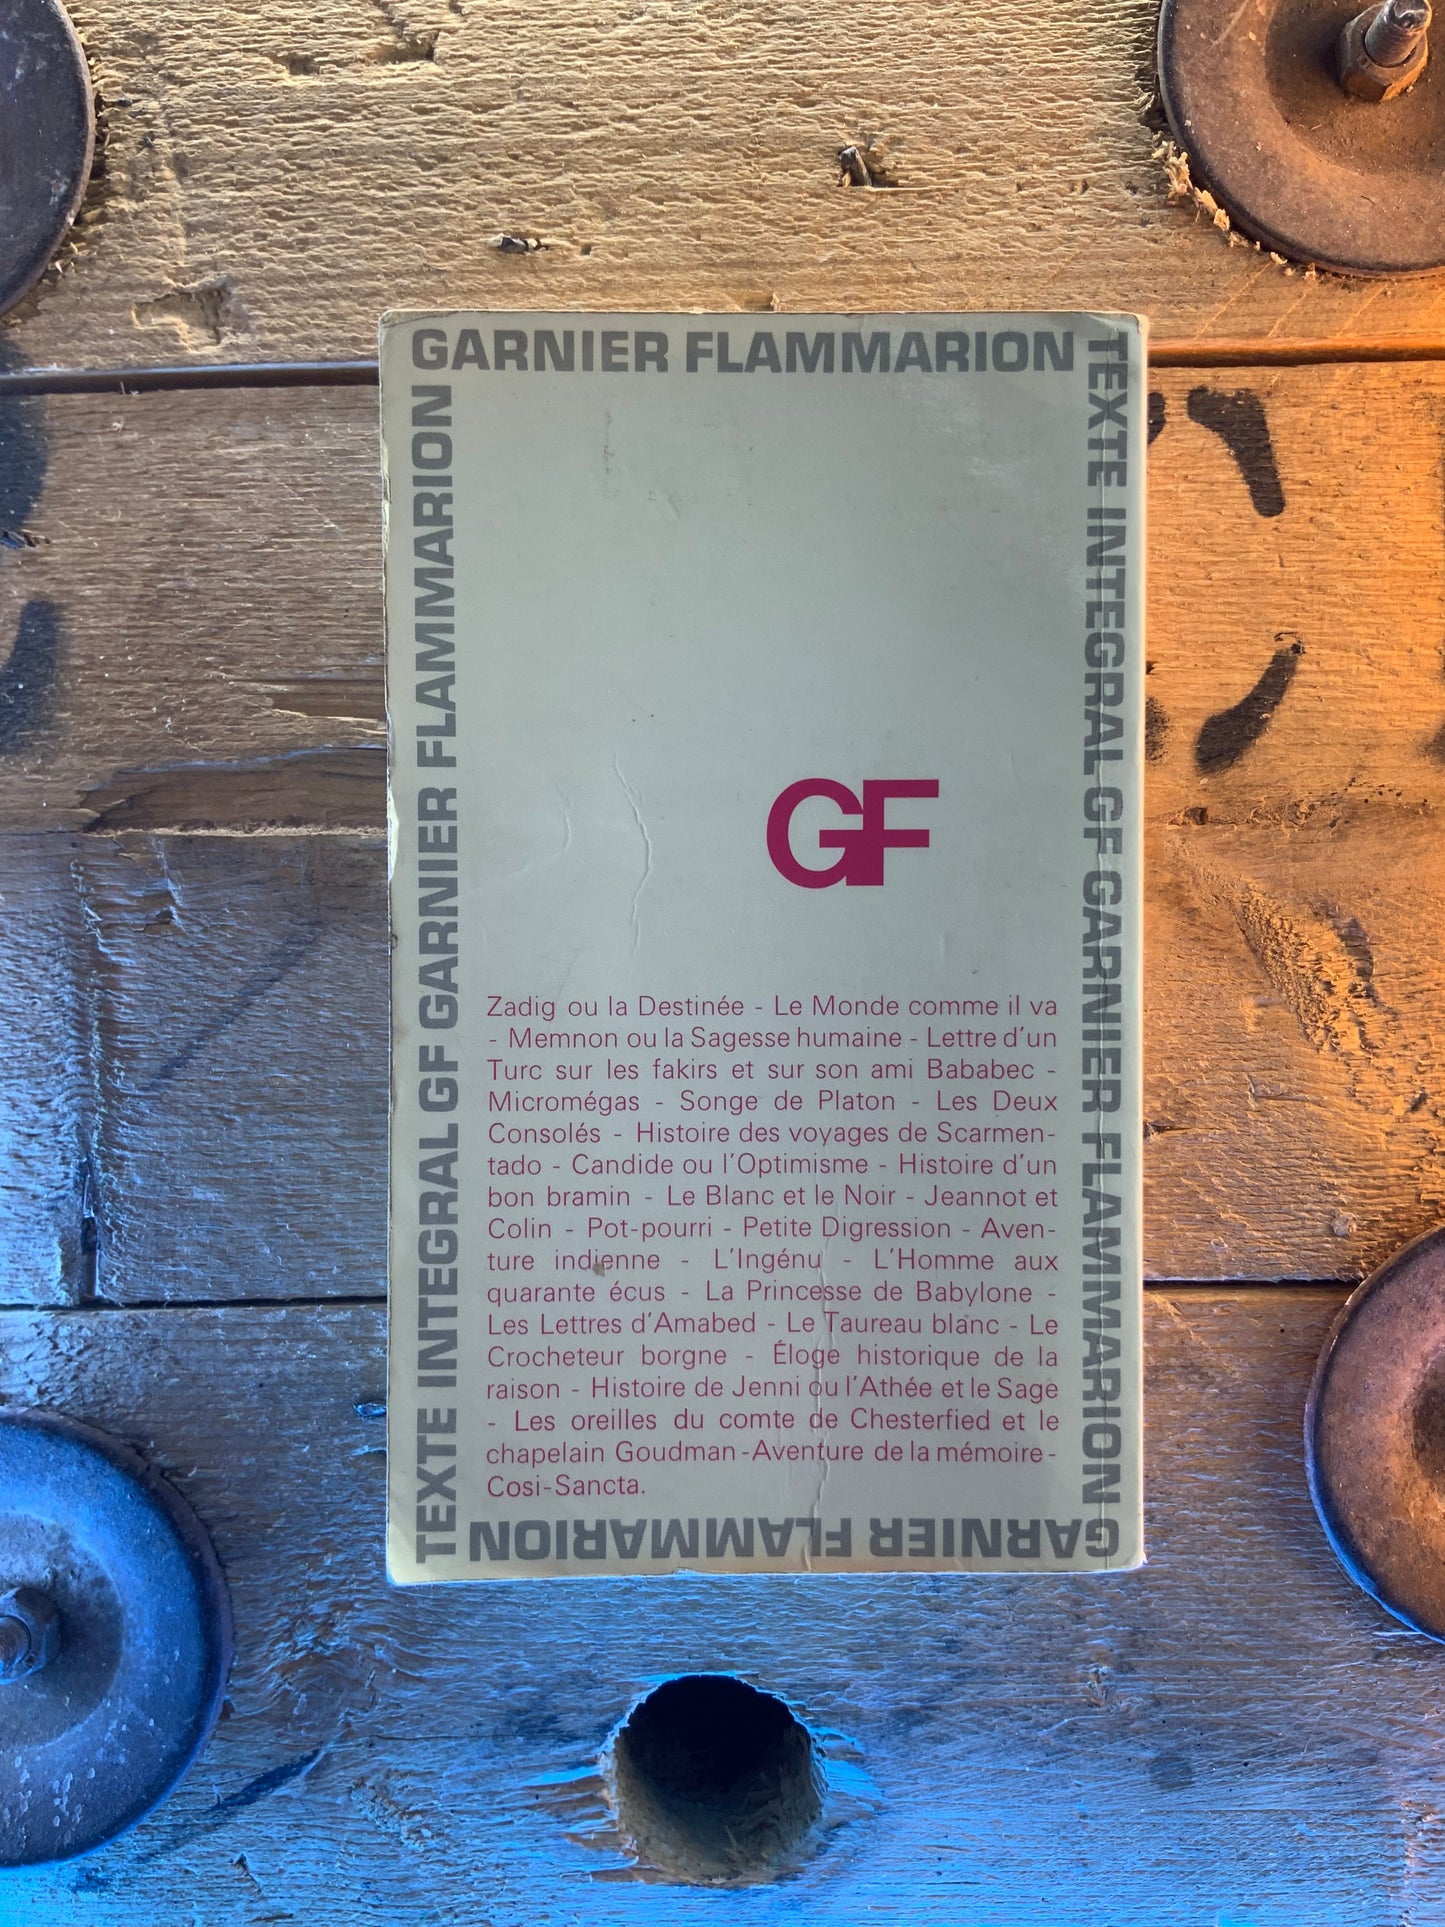 GARNIER FLAMMARION
TEXTE INTEGRAL GF GARNIER FLAMMARION
TEXTE INTEGRAL GF GARNIER FLAMMARION
GF
Zadig ou la Destinée - Le Monde comme il va
- Memnon ou la Sagesse humaine - Lettre d'un
Turc sur les fakirs et sur son ami Bababec -
Micromégas - Songe de Platon - Les Deux
Consolés - Histoire des voyages de Scarmen-
tado - Candide ou l'Optimisme - Histoire d'un
bon bramin - Le Blanc et le Noir - Jeannot et
Colin - Pot-pourri - Petite Digression - Aven-
ture indienne - L'Ingénu - L'Homme aux
quarante écus - La Princesse de Babylone -
Les Lettres d'Amabed - Le Taureau blanc - Le
Crocheteur borgne - Éloge historique de la
raison - Histoire de Jenni ou l'Athée et le Sage
- Les oreilles du comte de Chesterfied et le
chapelain Goudman -Aventure de la mémoire-
Cosi-Sancta.
GARNIER FLAMMARION